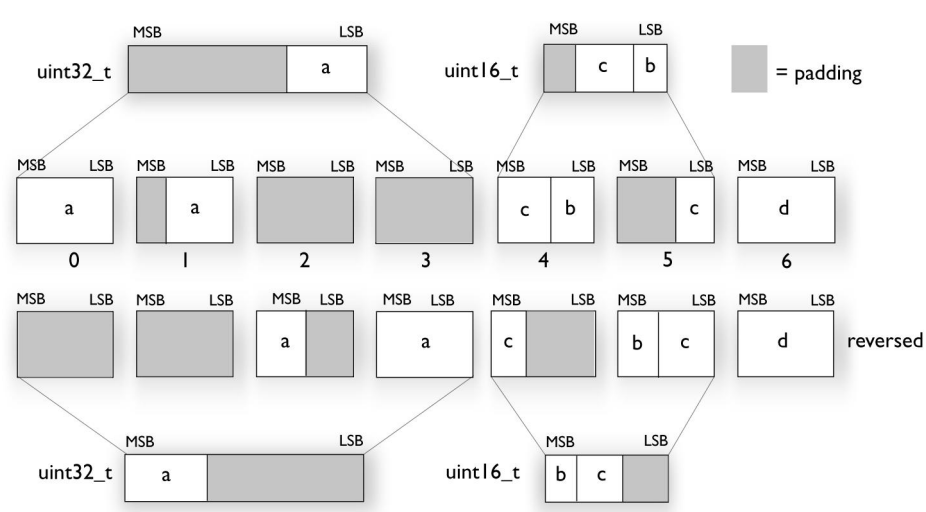 MSB LSB MSB LSB
uint32_t a uint16_t c b = padding
MSB LSB MSB LSB MSB LSB MSB LSB MSB LSB MSB LSB MSB LSB
a a c b c d
0 1 2 3 4 5 6
MSB LSB MSB LSB MSB LSB MSB LSB MSB LSB MSB LSB MSB LSB
a a c b c d reversed
MSB LSB MSB LSB
uint32_t a uint16_t b c